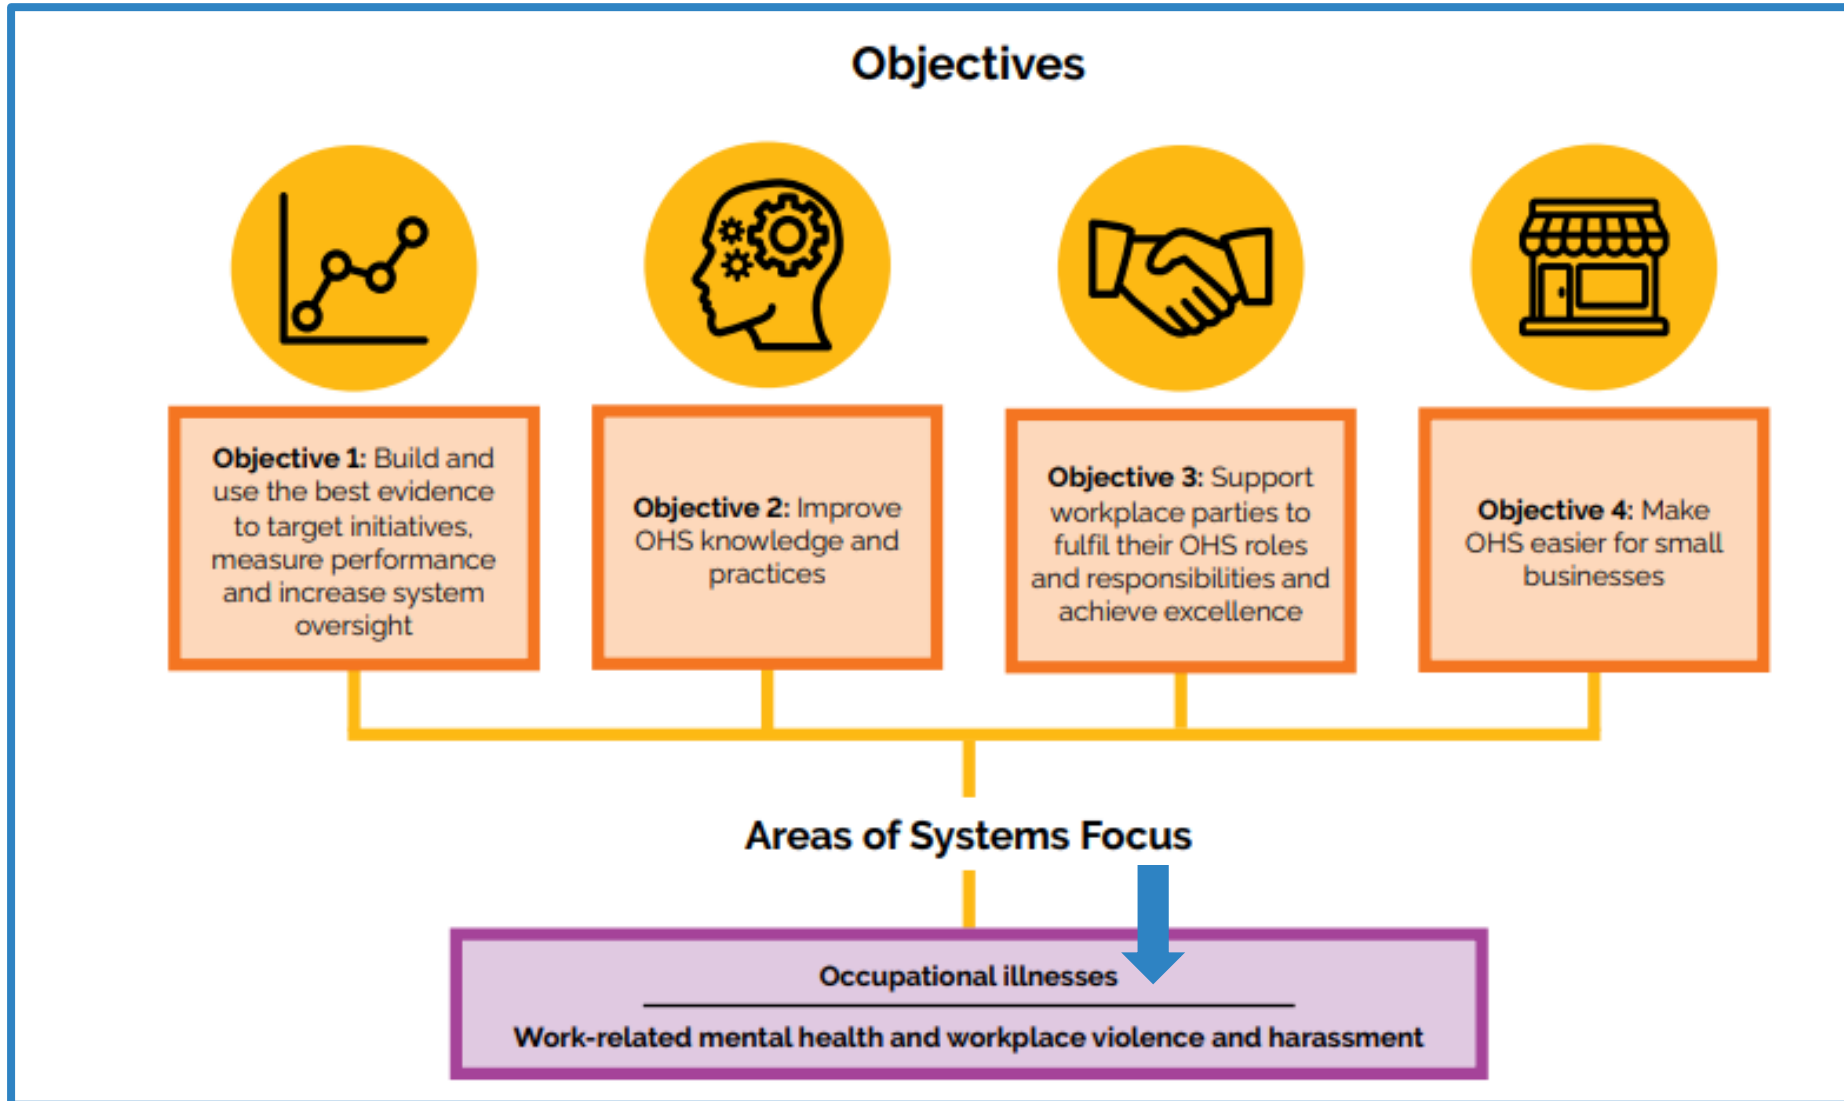 Objectives
Objective 1: Build and
use the best evidence
to target initiatives,
measure performance
and increase system
oversight
Objective 2: Improve
OHS knowledge and
practices
Objective 3: Support
workplace parties to
fulfil their OHS roles
and responsibilities and
achieve excellence
Objective 4: Make
OHS easier for small
businesses
Areas of Systems Focus
Occupational illnesses
Work-related mental health and workplace violence and harassment